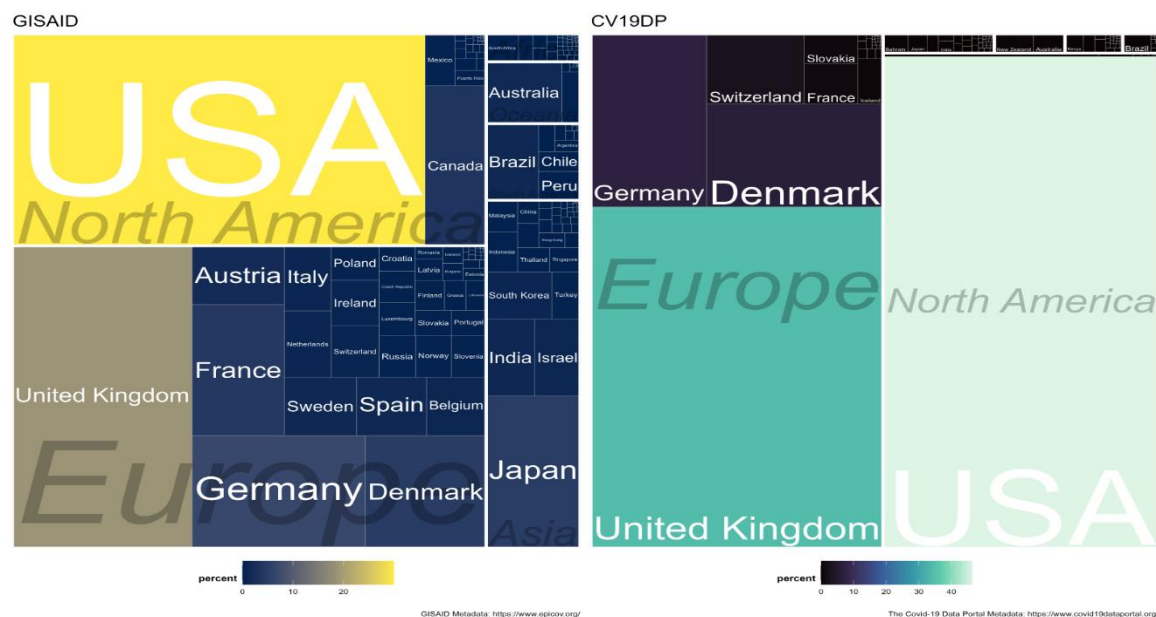 GISAID
USA
North America
Mexico
Puerto Rico
Canada
South Africa
Australia
Oceania
Brazil
Argentina
Chile
Peru
Malaysia
China
Hong Kong
Indonesia
Thailand
Singapore
South Korea
Turkey
India
Israel
Japan
Asia
United Kingdom
Europe
Austria
Italy
Poland
Croatia
Romania
Latvia
Estonia
Czech Republic
Ireland
Finland
Greece
Luxembourg
Slovakia
Portugal
France
Netherlands
Switzerland
Russia
Norway
Slovenia
Sweden
Spain
Belgium
Germany
Denmark
percent
0
10
20
GISAID Metadata: https://www.epicov.org/
CV19DP
Slovakia
Switzerland
France
Iceland
Germany
Denmark
Europe
United Kingdom
Bahrain
Japan
Iraq
New Zealand
Australia
Kenya
Brazil
North America
USA
percent
0
10
20
30
40
The Covid-19 Data Portal Metadata: https://www.covid19dataportal.org